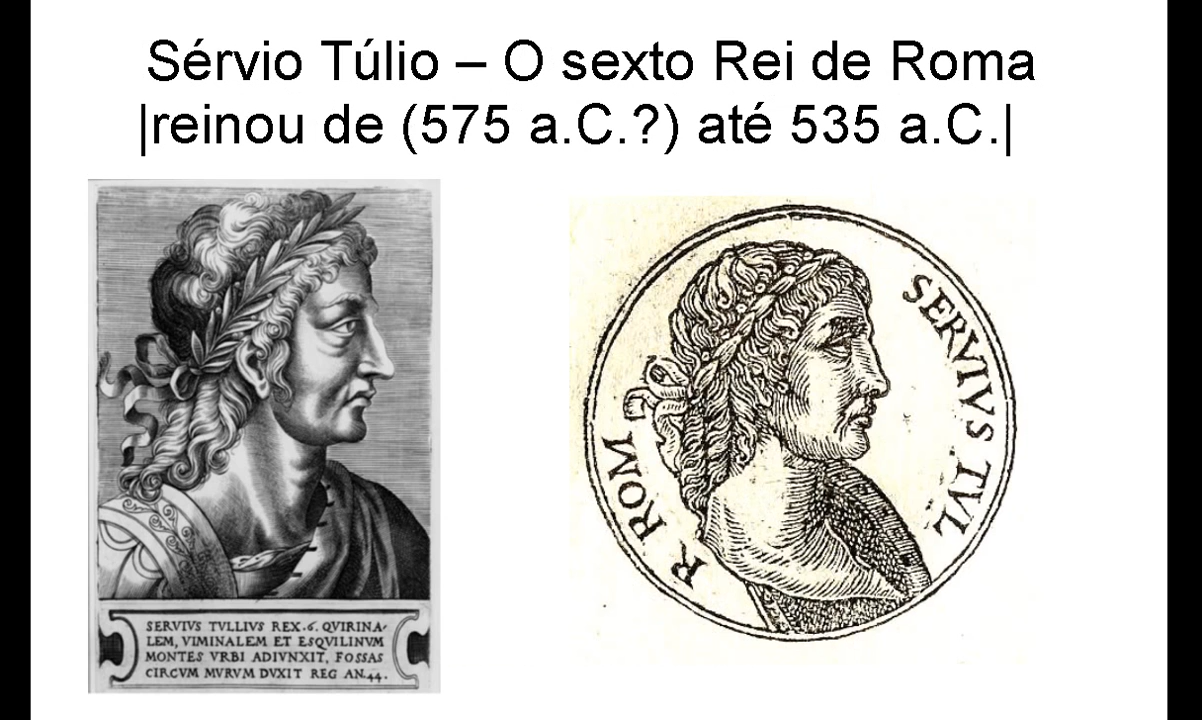 Sérvio Túlio – O sexto Rei de Roma
|reinou de (575 a.C.?) até 535 a.C.|
SERVIVS TVLLIVS REX.6. QVIRINA-
LEM, VIMINALEM ET ESQVILINVM
MONTES VRBI ADIVNXIT, FOSSAS
CIRCVM MVRVM DVXIT REG AN.44.
SERVIVS TVL
R ROM